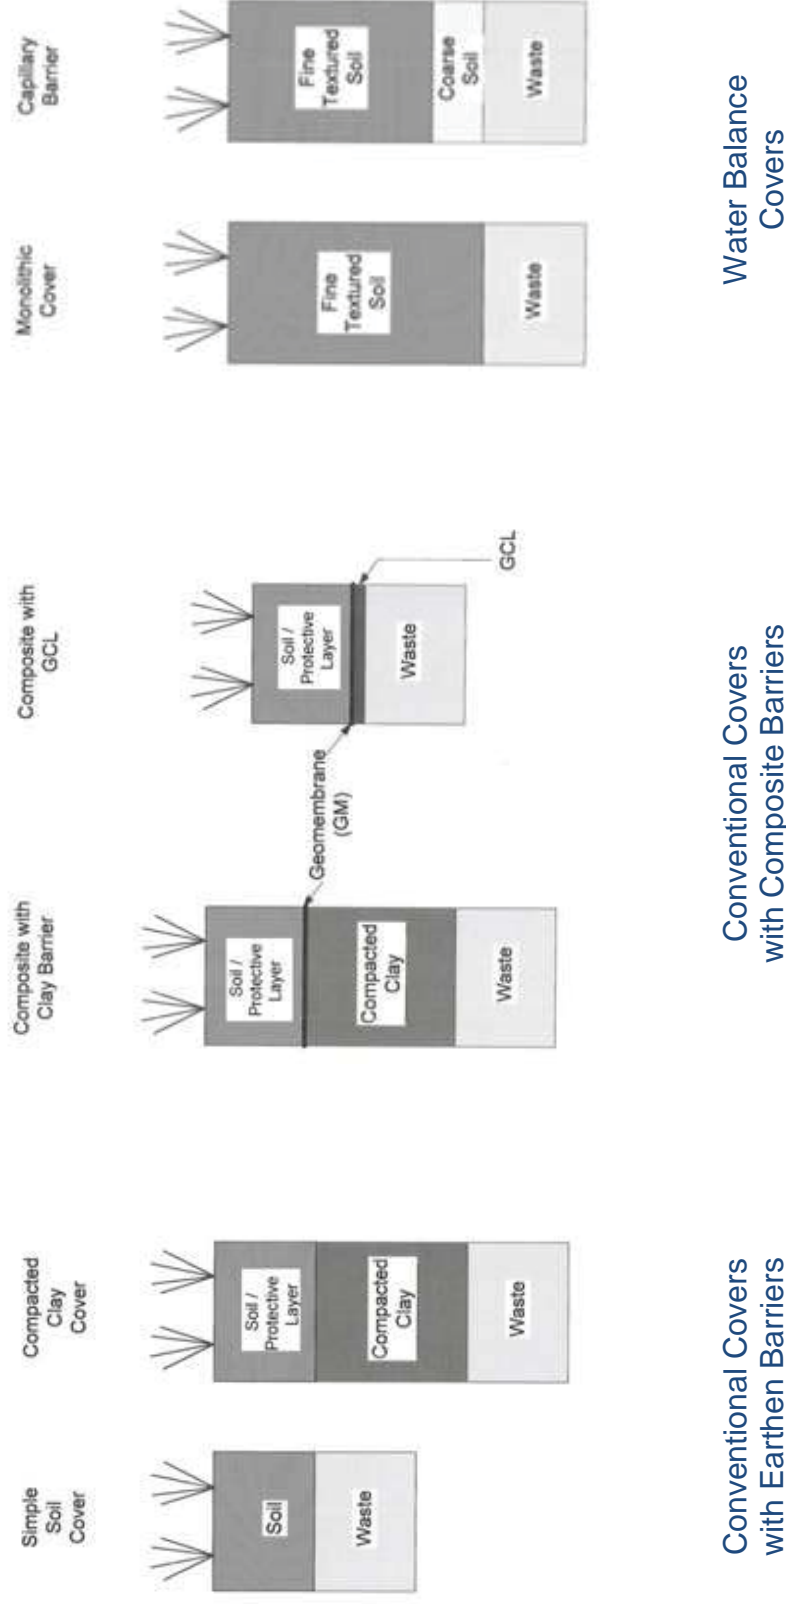 Simple
Soil
Cover
Soil
Waste
Compacted
Clay
Cover
Soil /
Protective
Layer
Compacted
Clay
Waste
Conventional Covers
with Earthen Barriers
Composite with
Clay Barrier
Soil /
Protective
Layer
Compacted
Clay
Waste
Geomembrane
(GM)
Composite with
GCL
Soil /
Protective
Layer
Waste
GCL
Conventional Covers
with Composite Barriers
Monolithic
Cover
Fine
Textured
Soil
Waste
Capillary
Barrier
Fine
Textured
Soil
Coarse
Soil
Waste
Water Balance
Covers